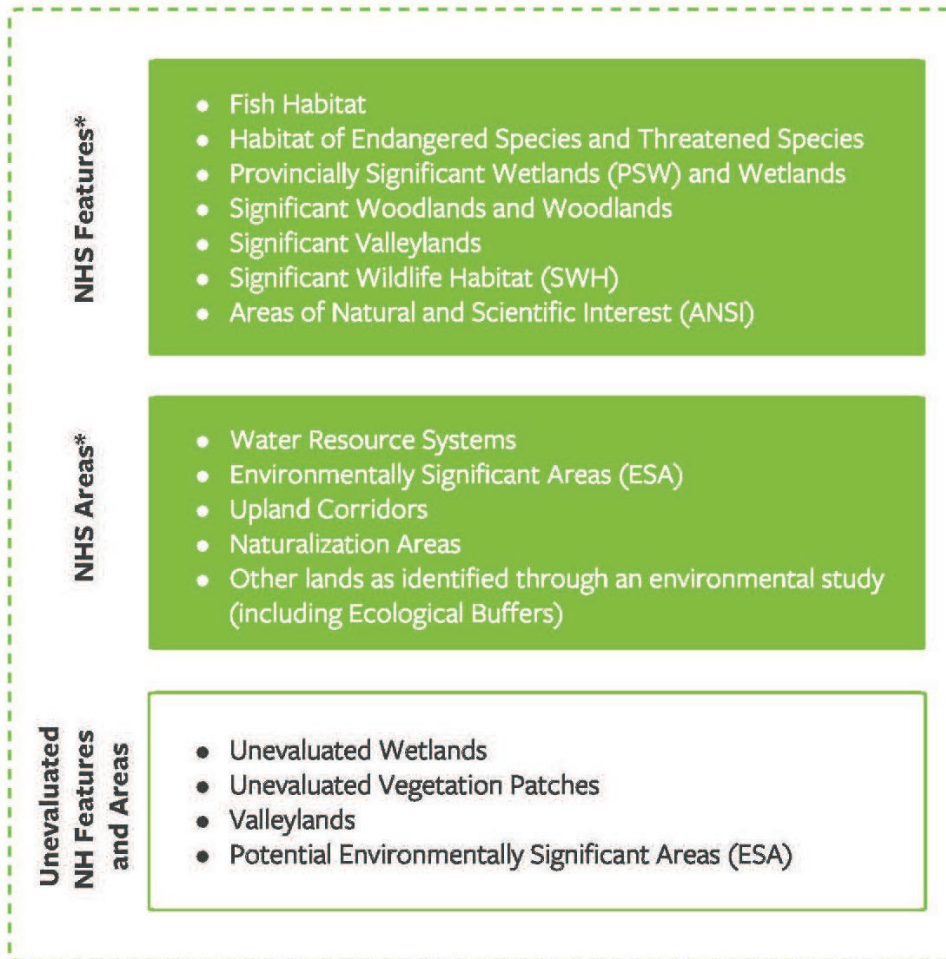 NHS Features*
● Fish Habitat
● Habitat of Endangered Species and Threatened Species
● Provincially Significant Wetlands (PSW) and Wetlands
● Significant Woodlands and Woodlands
● Significant Valleylands
● Significant Wildlife Habitat (SWH)
● Areas of Natural and Scientific Interest (ANSI)
NHS Areas*
● Water Resource Systems
● Environmentally Significant Areas (ESA)
● Upland Corridors
● Naturalization Areas
● Other lands as identified through an environmental study
(including Ecological Buffers)
Unevaluated
NH Features
and Areas
● Unevaluated Wetlands
● Unevaluated Vegetation Patches
● Valleylands
● Potential Environmentally Significant Areas (ESA)